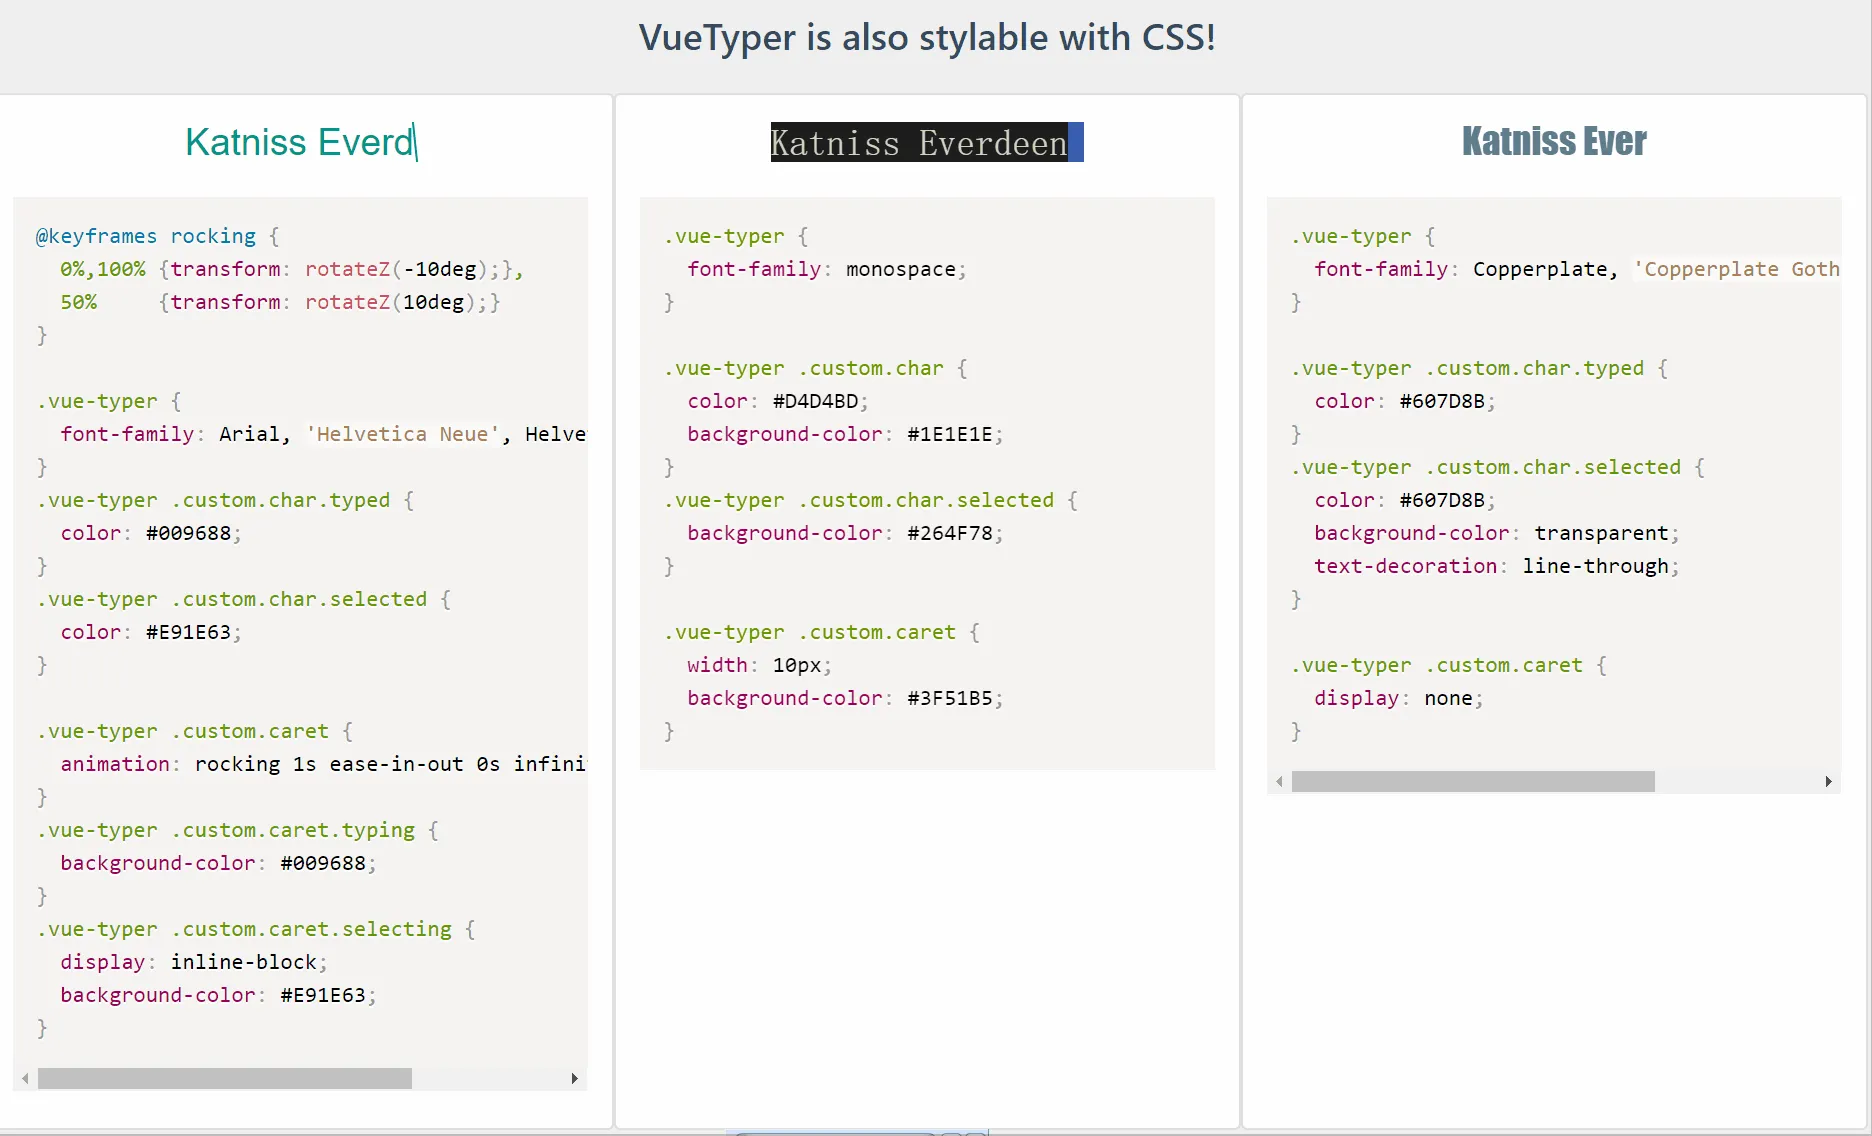 VueTyper is also stylable with CSS!
Katniss Everd
@keyframes rocking {
0%,100% {transform: rotateZ(-10deg);},
50% {transform: rotateZ(10deg);}
}
.vue-typer {
font-family: Arial, 'Helvetica Neue', Helve
}
.vue-typer .custom.char.typed {
color: #009688;
}
.vue-typer .custom.char.selected {
color: #E91E63;
}
.vue-typer .custom.caret {
animation: rocking 1s ease-in-out 0s infini
}
.vue-typer .custom.caret.typing {
background-color: #009688;
}
.vue-typer .custom.caret.selecting {
display: inline-block;
background-color: #E91E63;
}
Katniss Everdeen
.vue-typer {
font-family: monospace;
}
.vue-typer .custom.char {
color: #D4D4BD;
background-color: #1E1E1E;
}
.vue-typer .custom.char.selected {
background-color: #264F78;
}
.vue-typer .custom.caret {
width: 10px;
background-color: #3F51B5;
}
Katniss Ever
.vue-typer {
font-family: Copperplate, 'Copperplate Goth
}
.vue-typer .custom.char.typed {
color: #607D8B;
}
.vue-typer .custom.char.selected {
color: #607D8B;
background-color: transparent;
text-decoration: line-through;
}
.vue-typer .custom.caret {
display: none;
}